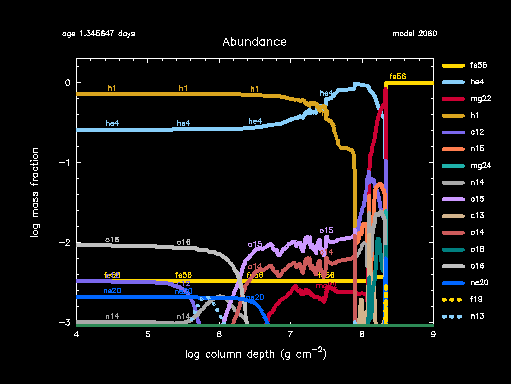 age 1.345647 days
model 2060
Abundance
fe56
he4
mg22
h1
c12
n15
mg24
n14
o15
c13
o14
o18
o16
ne20
f19
n13
log mass fraction
0
−1
−2
−3
h1 h1 h1 he4 fe56
he4 he4 he4
o16 o16 o15 o15
o14
fe56 fe56 fe56 fe56
ne20 ne20
n14 n14 n13
4 5 6 7 8 9
log column depth (g cm−2)